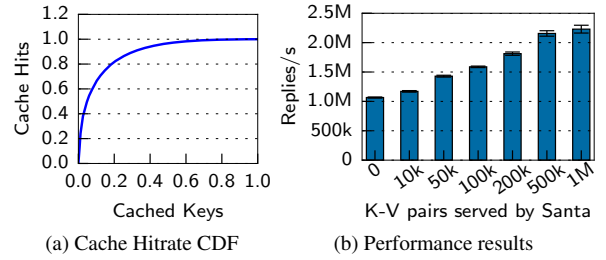 1.2
1.0
0.8
0.6
0.4
0.2
0.0
Cache Hits
0.0 0.2 0.4 0.6 0.8 1.0
Cached Keys
(a) Cache Hitrate CDF
2.5M
2.0M
1.5M
1.0M
500k
0
Replies/s
0 10k 50k 100k 200k 500k 1M
K-V pairs served by Santa
(b) Performance results